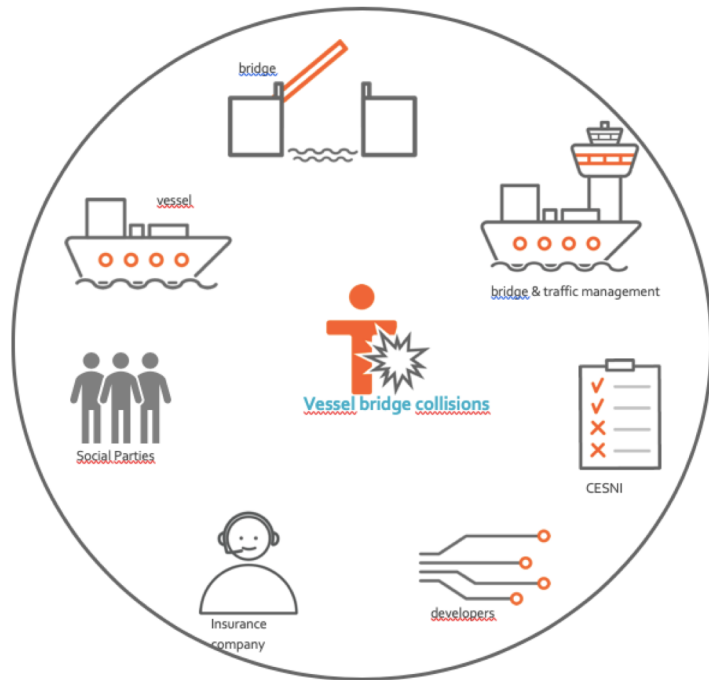 bridge
vessel
bridge & traffic management
Vessel bridge collisions
Social Parties
CESNI
Insurance
company
developers